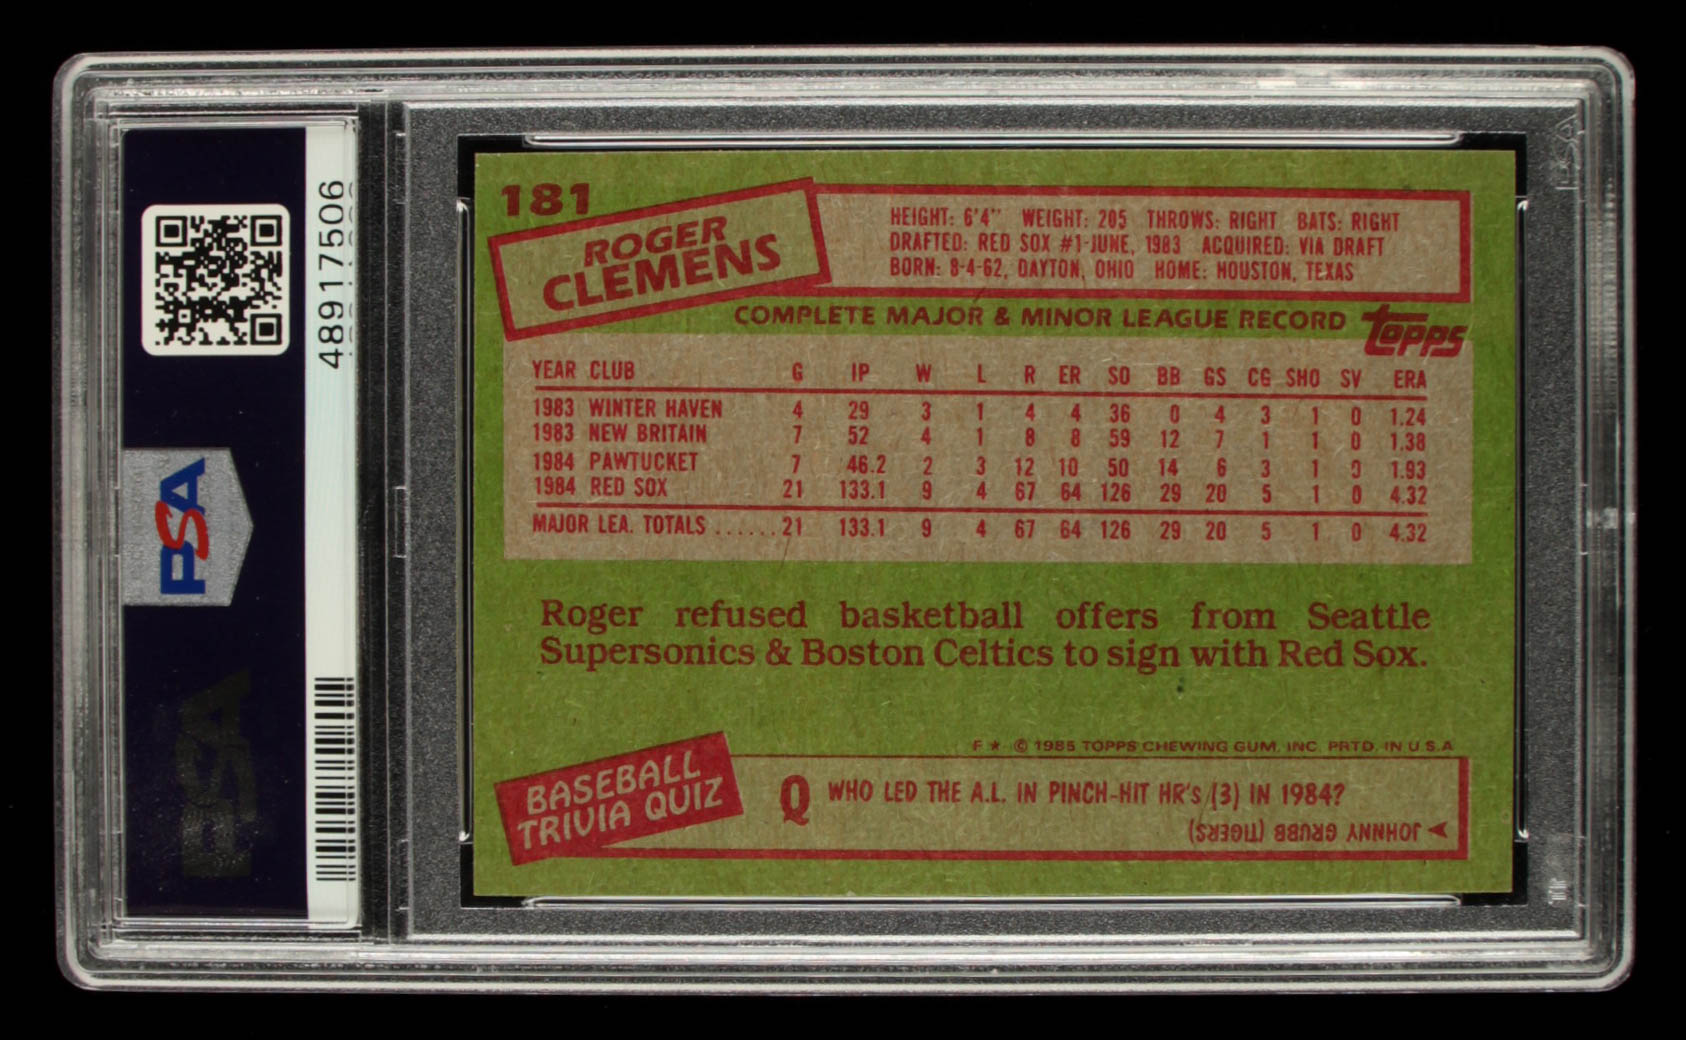 48917506
PSA
PSA
181
ROGER
CLEMENS
HEIGHT: 6'4" WEIGHT: 205 THROWS: RIGHT BATS: RIGHT
DRAFTED: RED SOX #1-JUNE, 1983 ACQUIRED: VIA DRAFT
BORN: 8-4-62, DAYTON, OHIO HOME: HOUSTON, TEXAS
COMPLETE MAJOR & MINOR LEAGUE RECORD
TOPPS
YEAR CLUB G IP W L R ER SO BB GS CG SHO SV ERA
1983 WINTER HAVEN 4 29 3 1 4 4 36 0 4 3 1 0 1.24
1983 NEW BRITAIN 7 52 4 1 8 8 59 12 7 1 1 0 1.38
1984 PAWTUCKET 7 46.2 2 3 12 10 50 14 6 3 1 0 1.93
1984 RED SOX 21 133.1 9 4 67 64 126 29 20 5 1 0 4.32
MAJOR LEA. TOTALS ......21 133.1 9 4 67 64 126 29 20 5 1 0 4.32
Roger refused basketball offers from Seattle
Supersonics & Boston Celtics to sign with Red Sox.
F ★ © 1985 TOPPS CHEWING GUM, INC. PRTD. IN U.S.A
BASEBALL
TRIVIA QUIZ
Q WHO LED THE A.L. IN PINCH-HIT HR's (3) IN 1984?
JOHNNY GRUBB (TIGERS)
PSA